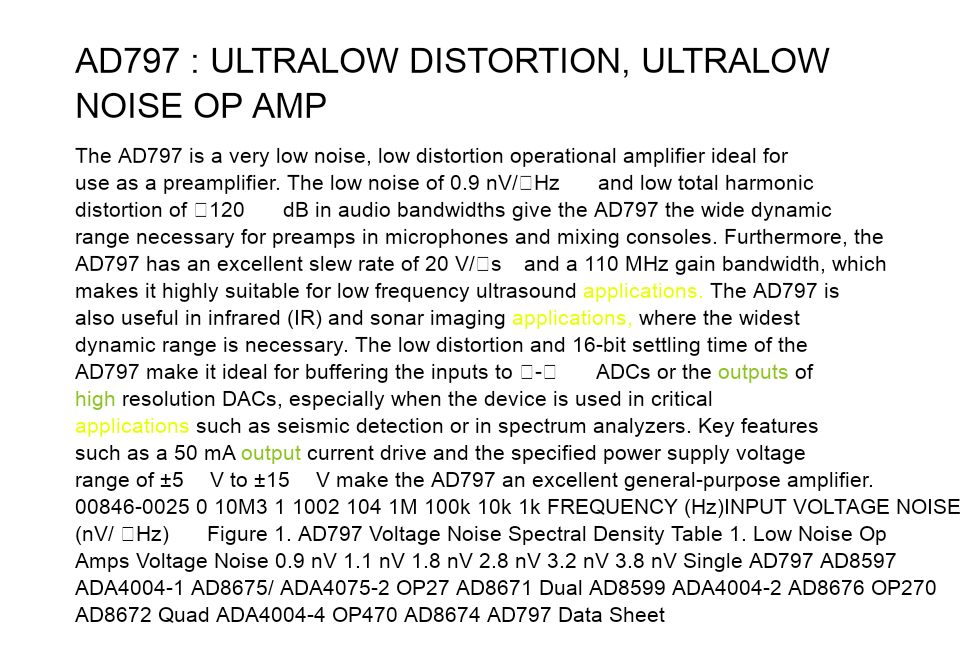 AD797 : ULTRALOW DISTORTION, ULTRALOW
NOISE OP AMP
The AD797 is a very low noise, low distortion operational amplifier ideal for
use as a preamplifier. The low noise of 0.9 nV/□Hz and low total harmonic
distortion of □120 dB in audio bandwidths give the AD797 the wide dynamic
range necessary for preamps in microphones and mixing consoles. Furthermore, the
AD797 has an excellent slew rate of 20 V/□s and a 110 MHz gain bandwidth, which
makes it highly suitable for low frequency ultrasound applications. The AD797 is
also useful in infrared (IR) and sonar imaging applications, where the widest
dynamic range is necessary. The low distortion and 16-bit settling time of the
AD797 make it ideal for buffering the inputs to □-□ ADCs or the outputs of
high resolution DACs, especially when the device is used in critical
applications such as seismic detection or in spectrum analyzers. Key features
such as a 50 mA output current drive and the specified power supply voltage
range of ±5 V to ±15 V make the AD797 an excellent general-purpose amplifier.
00846-0025 0 10M3 1 1002 104 1M 100k 10k 1k FREQUENCY (Hz)INPUT VOLTAGE NOISE
(nV/ □Hz) Figure 1. AD797 Voltage Noise Spectral Density Table 1. Low Noise Op
Amps Voltage Noise 0.9 nV 1.1 nV 1.8 nV 2.8 nV 3.2 nV 3.8 nV Single AD797 AD8597
ADA4004-1 AD8675/ ADA4075-2 OP27 AD8671 Dual AD8599 ADA4004-2 AD8676 OP270
AD8672 Quad ADA4004-4 OP470 AD8674 AD797 Data Sheet